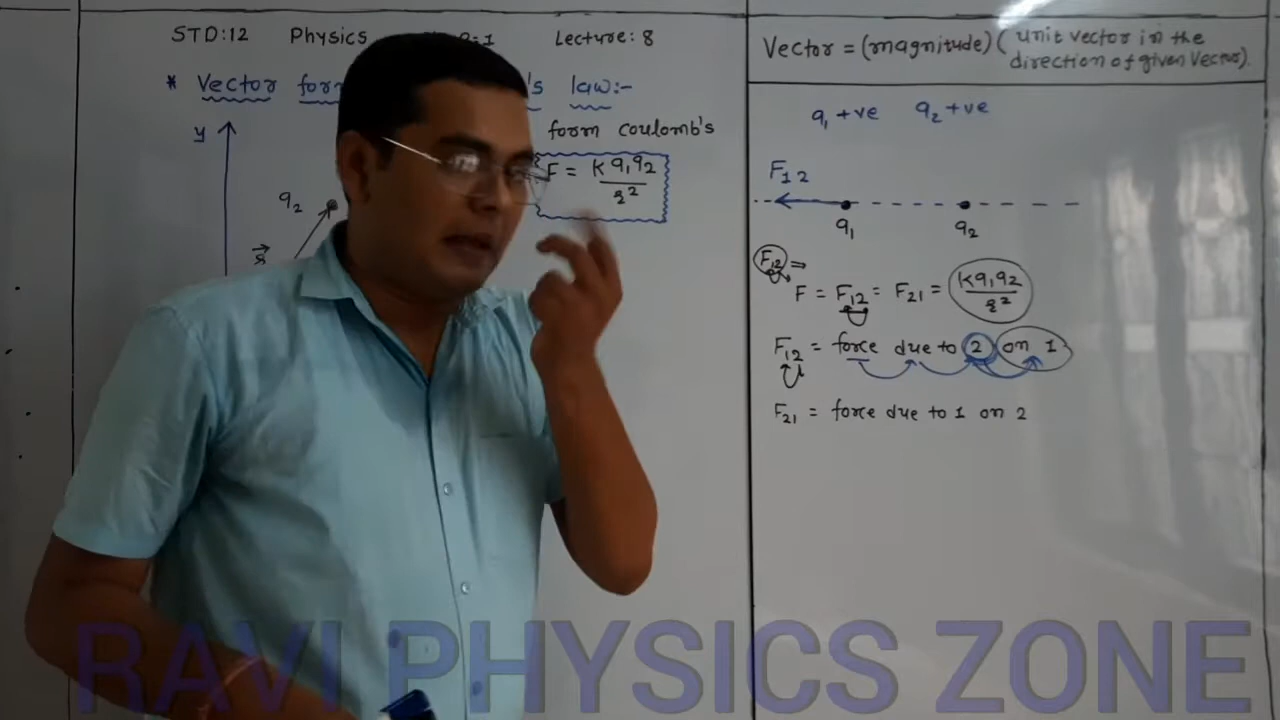 STD:12 Physics :1 Lecture: 8
* Vector for 's law:-
y
form Coulomb's
F = Kq₁q₂/r²
q₂
r⃗
Vector = (magnitude) (unit vector in the
direction of given vector).
q₁ +ve q₂ +ve
F₁₂
q₁ q₂
F₁₂ ⇒
F = F₁₂ = F₂₁ = Kq₁q₂/r²
F₁₂ = force due to 2 on 1
F₂₁ = force due to 1 on 2
RAVI PHYSICS ZONE